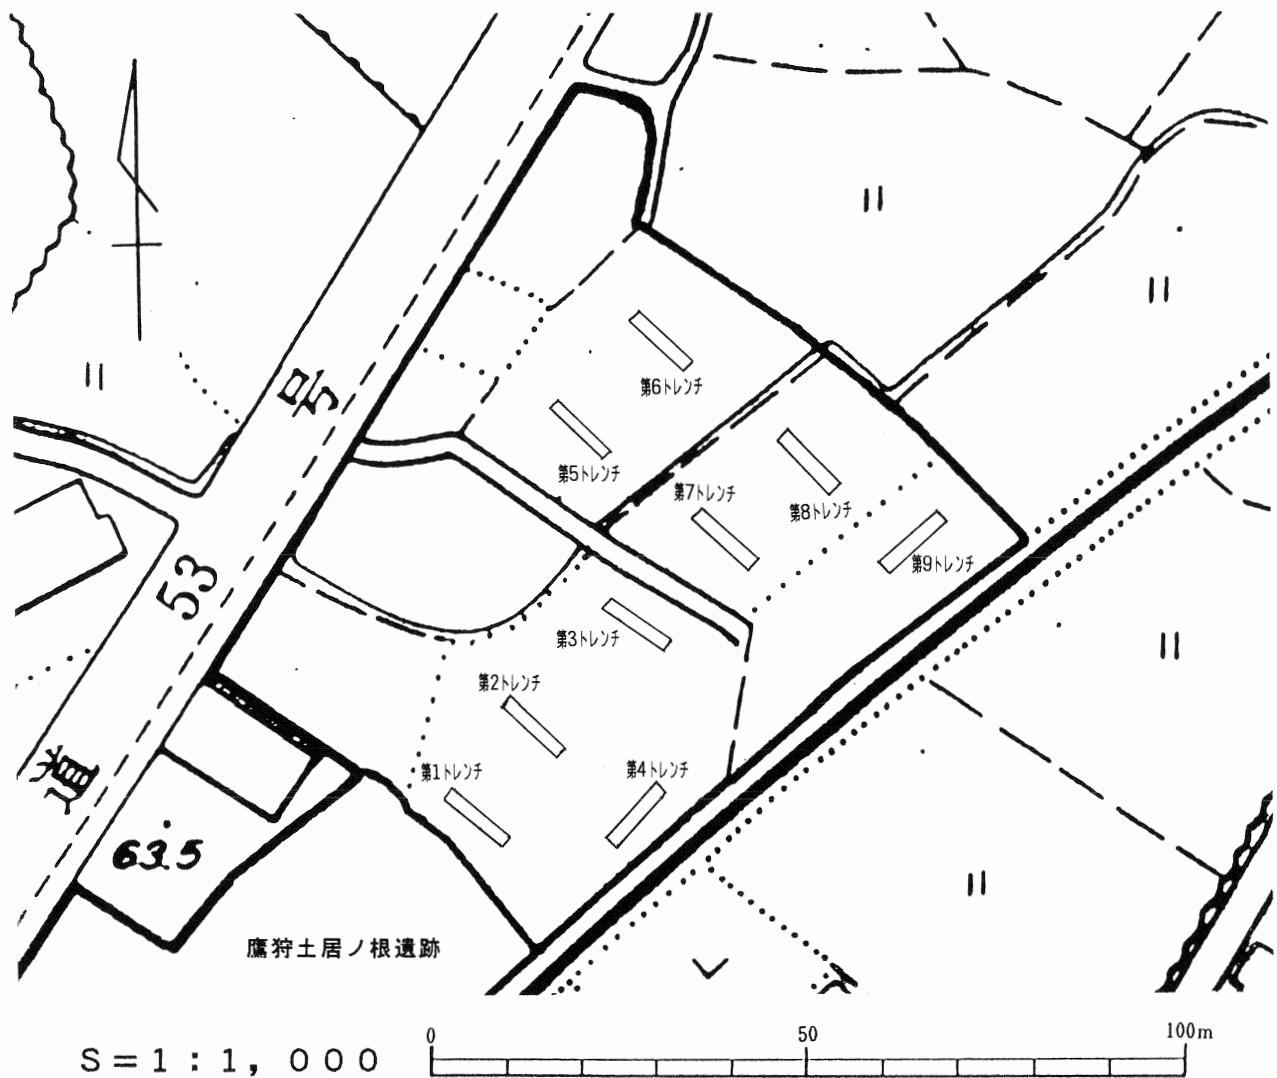 号
53
道
63.5
第6トレンチ
第5トレンチ
第7トレンチ
第8トレンチ
第9トレンチ
第3トレンチ
第2トレンチ
第1トレンチ
第4トレンチ
鷹狩土居ノ根遺跡
S=1:1,000
0 50 100m